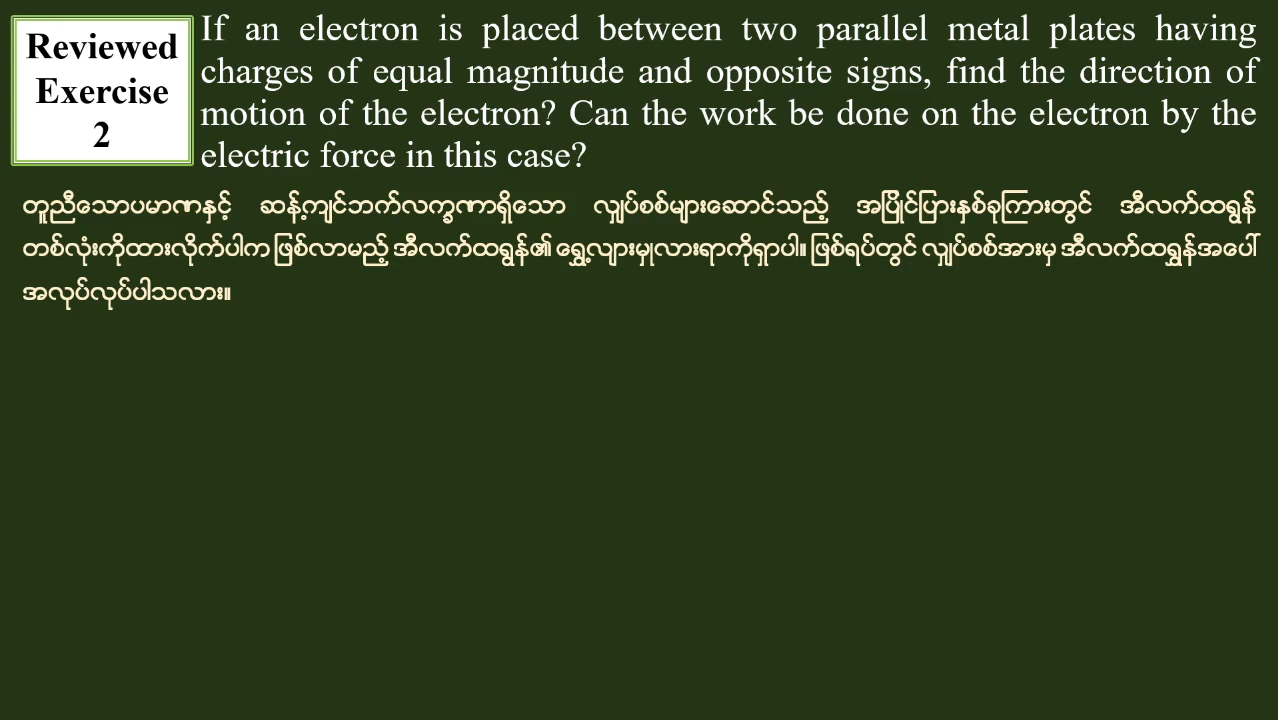 Reviewed
Exercise
2
If an electron is placed between two parallel metal plates having
charges of equal magnitude and opposite signs, find the direction of
motion of the electron? Can the work be done on the electron by the
electric force in this case?
တူညီသောပမာဏနှင့် ဆန့်ကျင်ဘက်လက္ခဏာရှိသော လျှပ်စစ်များဆောင်သည့် အပြိုင်ပြားနှစ်ခုကြားတွင် အီလက်ထရွန်
တစ်လုံးကိုထားလိုက်ပါက ဖြစ်လာမည့် အီလက်ထရွန်၏ ရွေ့လျားမှုလားရာကိုရှာပါ။ ဖြစ်ရပ်တွင် လျှပ်စစ်အားမှ အီလက်ထရွှန်အပေါ်
အလုပ်လုပ်ပါသလား။